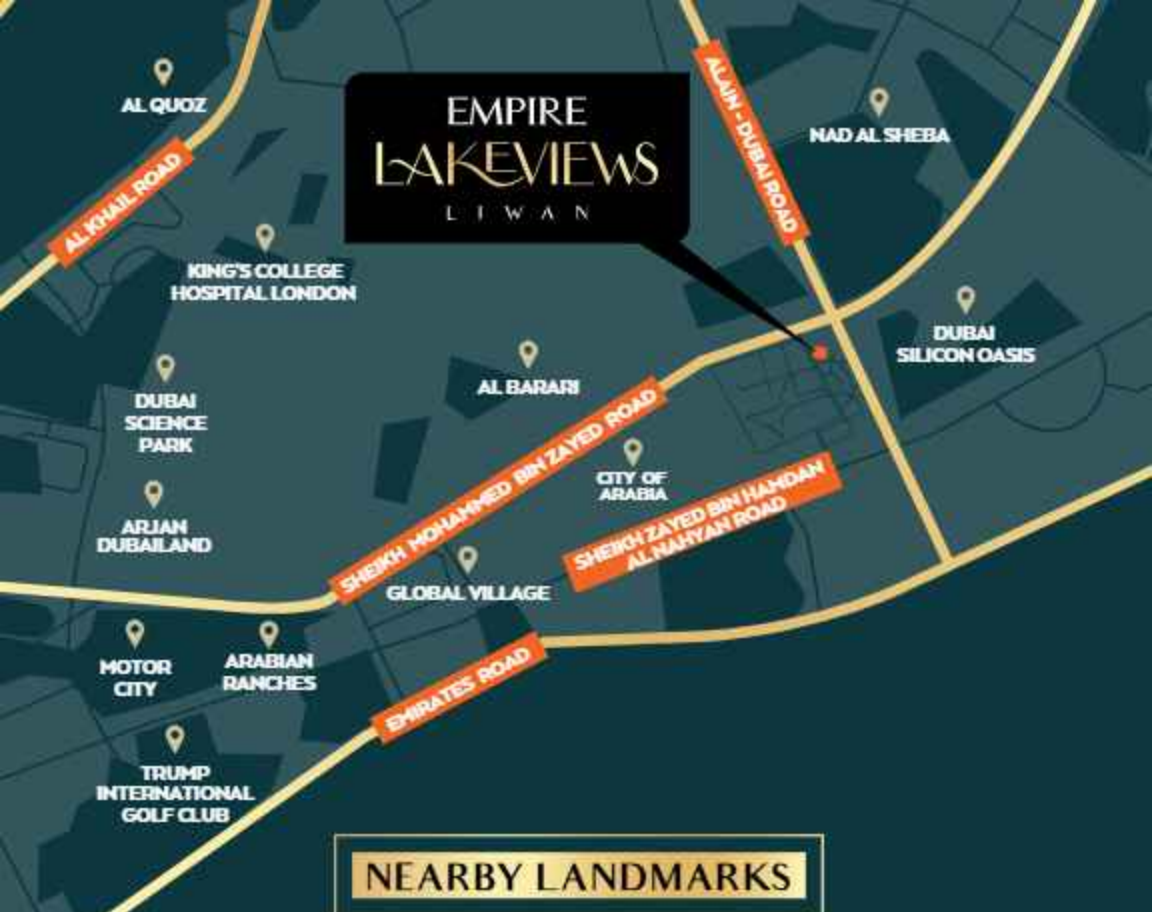 AL QUOZ
AL KHAIL ROAD
EMPIRE
LAKEVIEWS
LIWAN
ALAIN - DUBAI ROAD
NAD AL SHEBA
KING'S COLLEGE
HOSPITAL LONDON
DUBAI
SILICON OASIS
DUBAI
SCIENCE
PARK
AL BARARI
SHEIKH MOHAMMED BIN ZAYED ROAD
CITY OF
ARABIA
SHEIKH ZAYED BIN HAMDAN
AL NAHYAN ROAD
ARJAN
DUBAILAND
GLOBAL VILLAGE
MOTOR
CITY
ARABIAN
RANCHES
EMIRATES ROAD
TRUMP
INTERNATIONAL
GOLF CLUB
NEARBY LANDMARKS